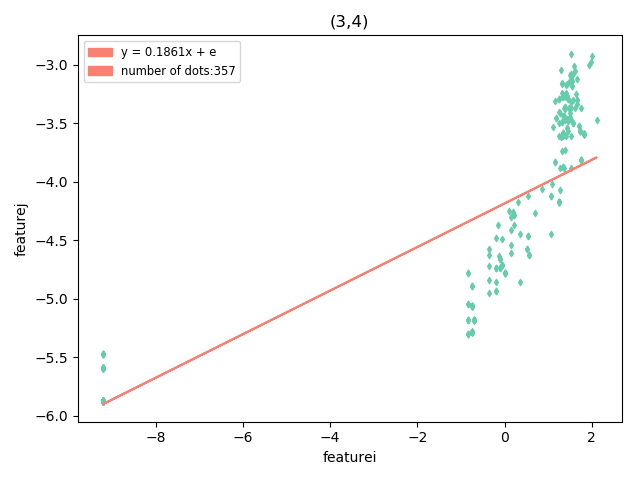 (3,4)
y = 0.1861x + e
number of dots:357
−3.0
−3.5
−4.0
−4.5
−5.0
−5.5
−6.0
featurej
−8 −6 −4 −2 0 2
featurei